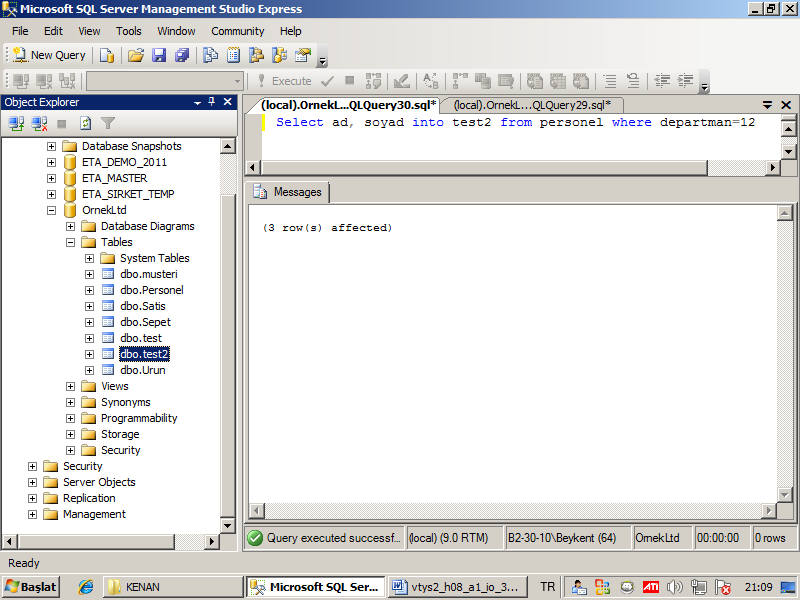 Microsoft SQL Server Management Studio Express
File Edit View Tools Window Community Help
New Query
Execute
Object Explorer
(local).OrnekL...QLQuery30.sql* (local).OrnekL...QLQuery29.sql*
Select ad, soyad into test2 from personel where departman=12
Database Snapshots
ETA_DEMO_2011
ETA_MASTER
ETA_SIRKET_TEMP
OrnekLtd
Database Diagrams
Tables
System Tables
dbo.musteri
dbo.Personel
dbo.Satis
dbo.Sepet
dbo.test
dbo.test2
dbo.Urun
Views
Synonyms
Programmability
Storage
Security
Security
Server Objects
Replication
Management
Messages
(3 row(s) affected)
Query executed successf... (local) (9.0 RTM) B2-30-10\Beykent (64) OrnekLtd 00:00:00 0 rows
Ready
Başlat KENAN Microsoft SQL Ser... vtys2_h08_a1_io_3... TR ATI 21:09